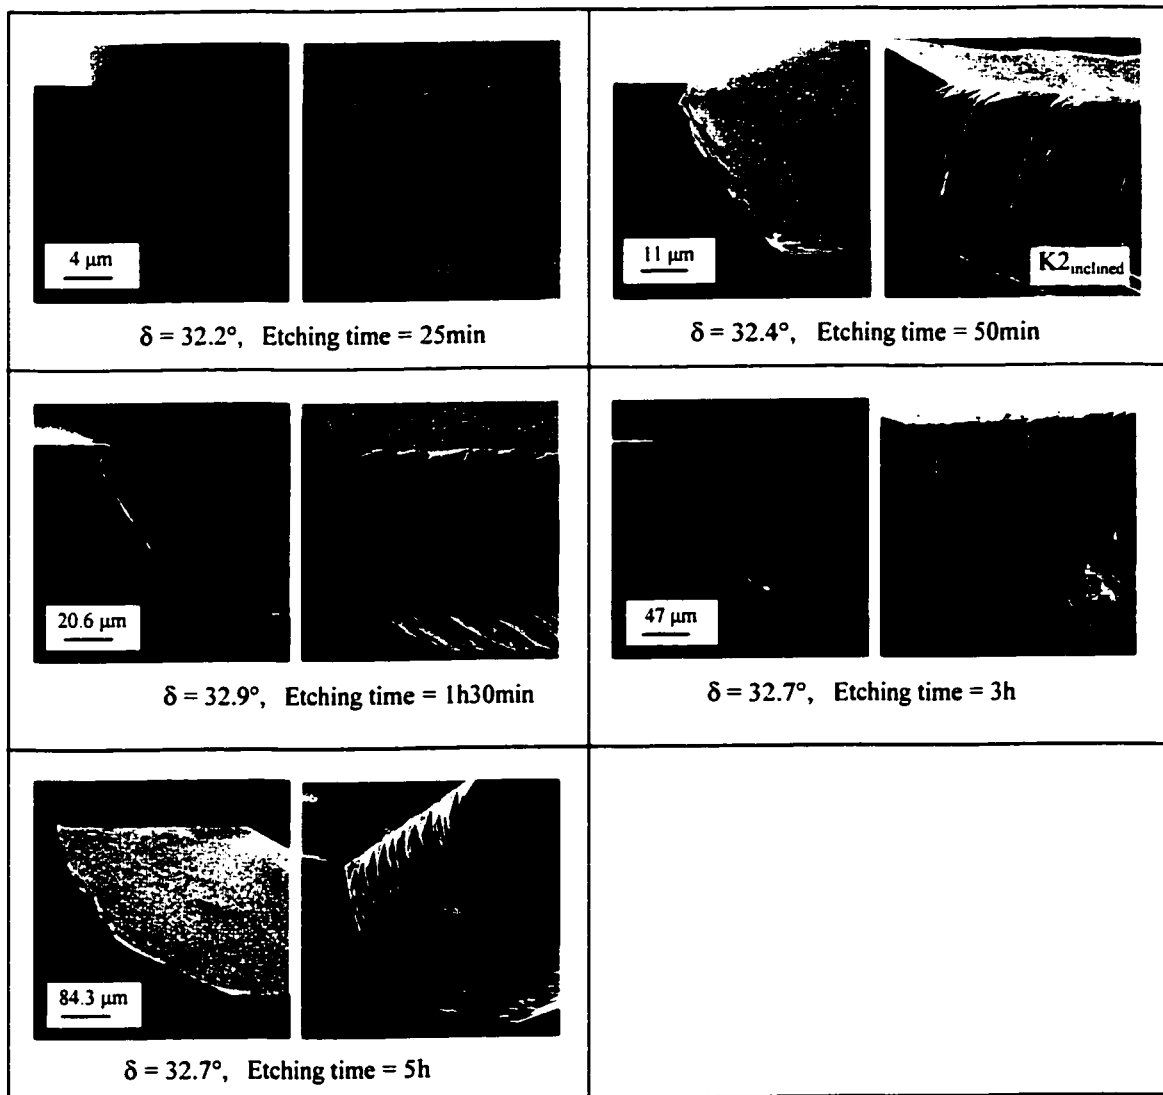 4 µm
δ = 32.2°, Etching time = 25min
11 µm
K2inclined
δ = 32.4°, Etching time = 50min
20.6 µm
δ = 32.9°, Etching time = 1h30min
47 µm
δ = 32.7°, Etching time = 3h
84.3 µm
δ = 32.7°, Etching time = 5h